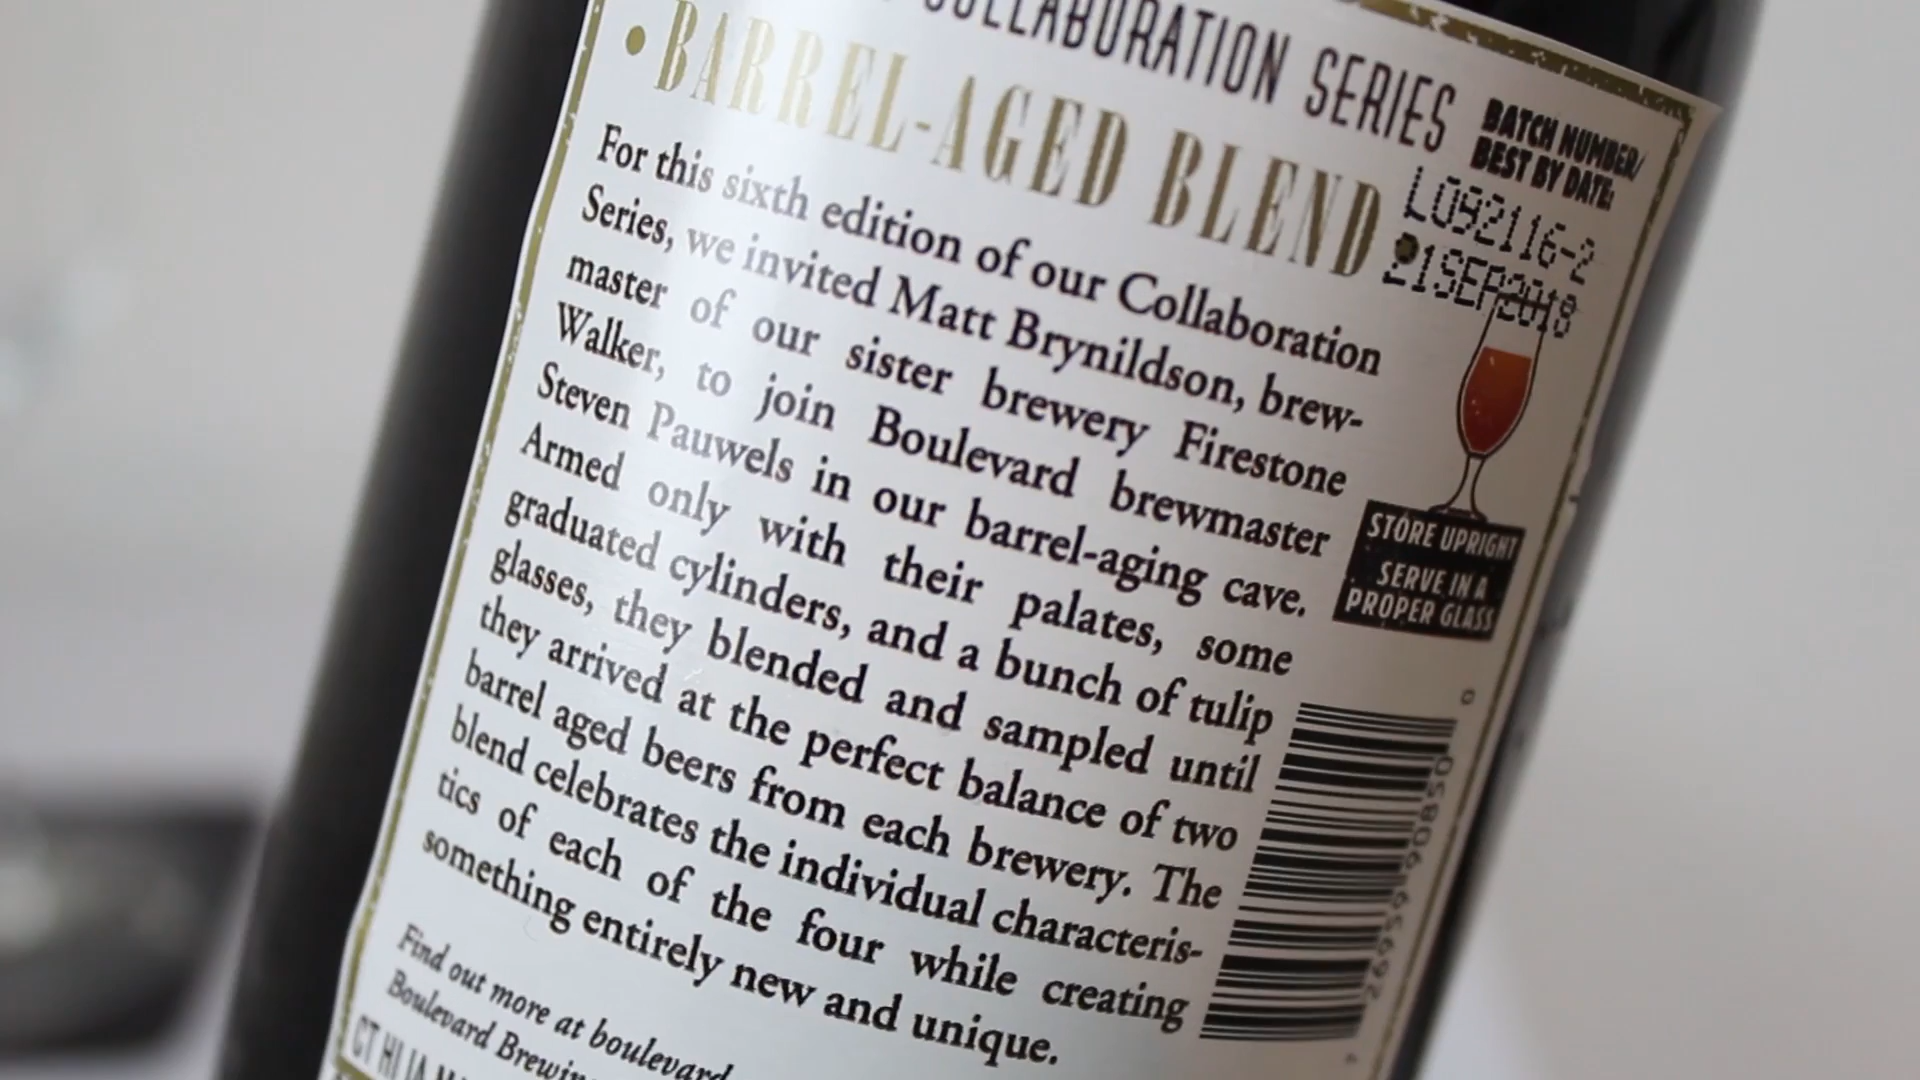 COLLABORATION SERIES
• BARREL-AGED BLEND •
For this sixth edition of our Collaboration
Series, we invited Matt Brynildson, brew-
master of our sister brewery Firestone
Walker, to join Boulevard brewmaster
Steven Pauwels in our barrel-aging cave.
Armed only with their palates, some
graduated cylinders, and a bunch of tulip
glasses, they blended and sampled until
they arrived at the perfect balance of two
barrel aged beers from each brewery. The
blend celebrates the individual characteris-
tics of each of the four while creating
something entirely new and unique.
Find out more at boulevard
Boulevard Brewing
CT HI IA
BATCH NUMBER/
BEST BY DATE:
L092116-2
21SEP2018
STORE UPRIGHT
SERVE IN A
PROPER GLASS